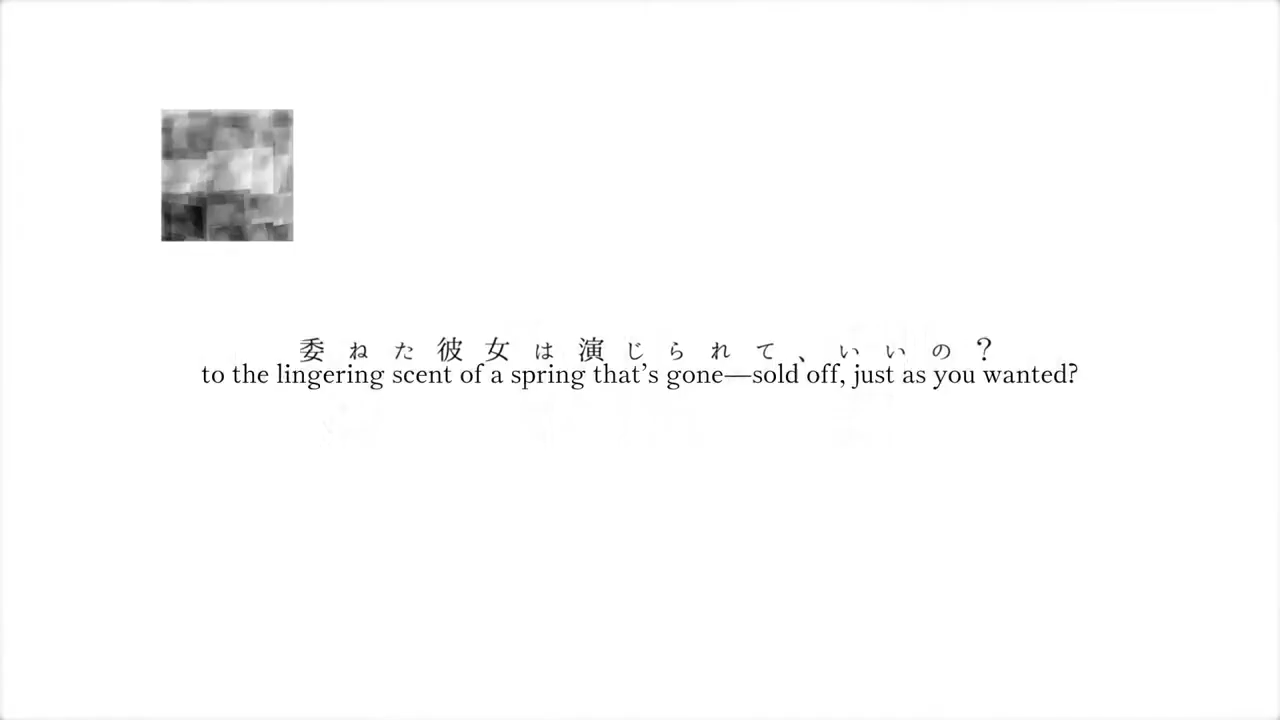 委ねた彼女は演じられて、いいの？
to the lingering scent of a spring that’s gone—sold off, just as you wanted?